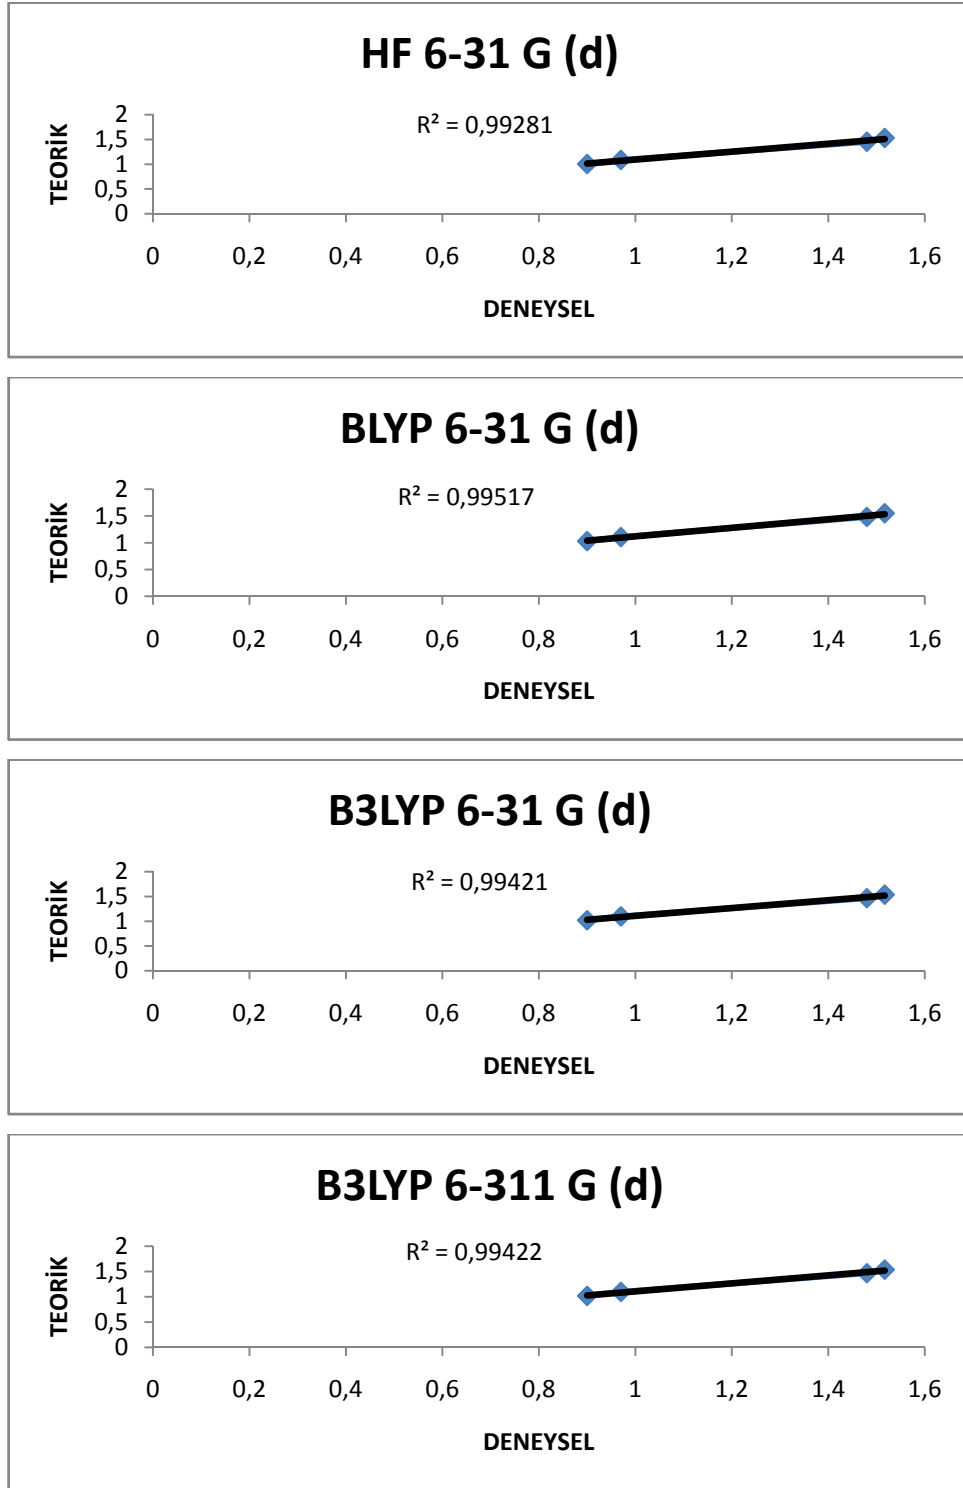 HF 6-31 G (d)
R² = 0,99281
TEORİK
2
1,5
1
0,5
0
0 0,2 0,4 0,6 0,8 1 1,2 1,4 1,6
DENEYSEL
BLYP 6-31 G (d)
R² = 0,99517
TEORİK
2
1,5
1
0,5
0
0 0,2 0,4 0,6 0,8 1 1,2 1,4 1,6
DENEYSEL
B3LYP 6-31 G (d)
R² = 0,99421
TEORİK
2
1,5
1
0,5
0
0 0,2 0,4 0,6 0,8 1 1,2 1,4 1,6
DENEYSEL
B3LYP 6-311 G (d)
R² = 0,99422
TEORİK
2
1,5
1
0,5
0
0 0,2 0,4 0,6 0,8 1 1,2 1,4 1,6
DENEYSEL